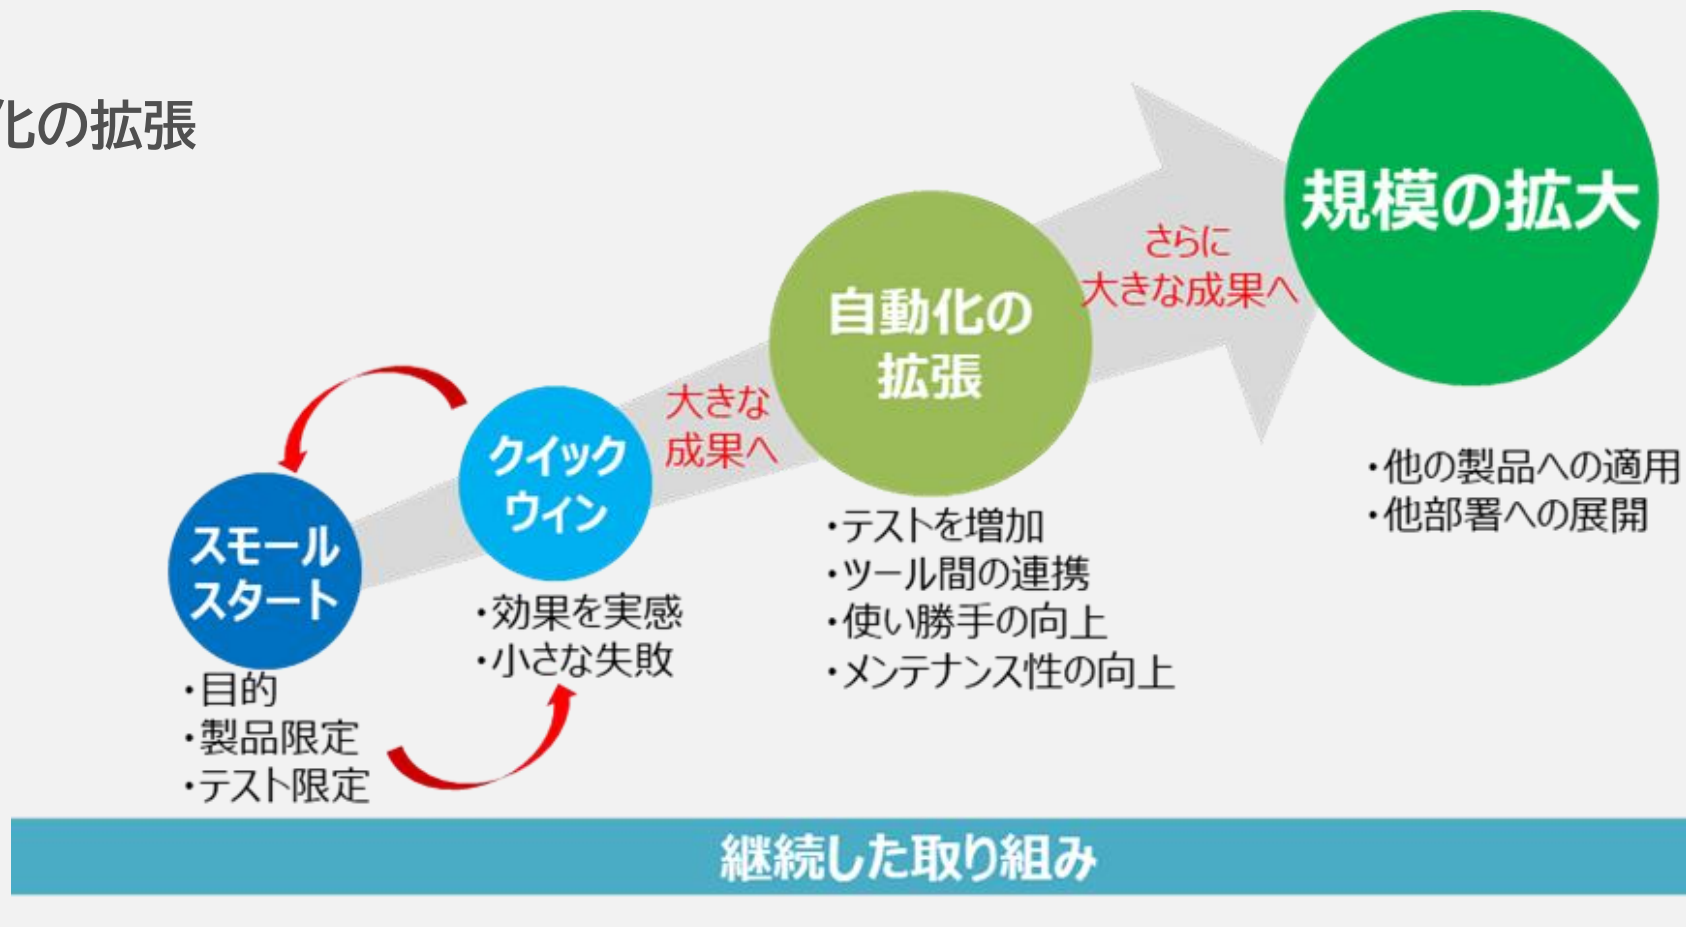 化の拡張
規模の拡大
さらに
大きな成果へ
自動化の
拡張
大きな
成果へ
クイック
ウィン
スモール
スタート
・他の製品への適用
・他部署への展開
・テストを増加
・ツール間の連携
・使い勝手の向上
・メンテナンス性の向上
・効果を実感
・小さな失敗
・目的
・製品限定
・テスト限定
継続した取り組み